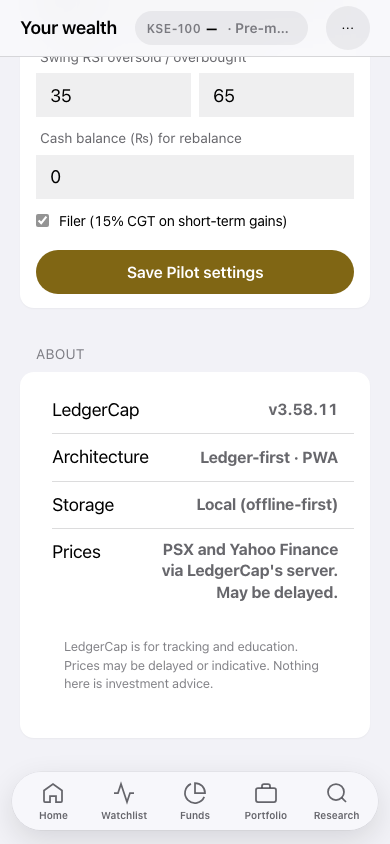 Your wealth
KSE-100 – · Pre-m...
...
Swing RSI oversold / overbought
35 65
Cash balance (₨) for rebalance
0
Filer (15% CGT on short-term gains)
Save Pilot settings
ABOUT
LedgerCap v3.58.11
Architecture Ledger-first · PWA
Storage Local (offline-first)
Prices PSX and Yahoo Finance
via LedgerCap's server.
May be delayed.
LedgerCap is for tracking and education.
Prices may be delayed or indicative. Nothing
here is investment advice.
Home Watchlist Funds Portfolio Research